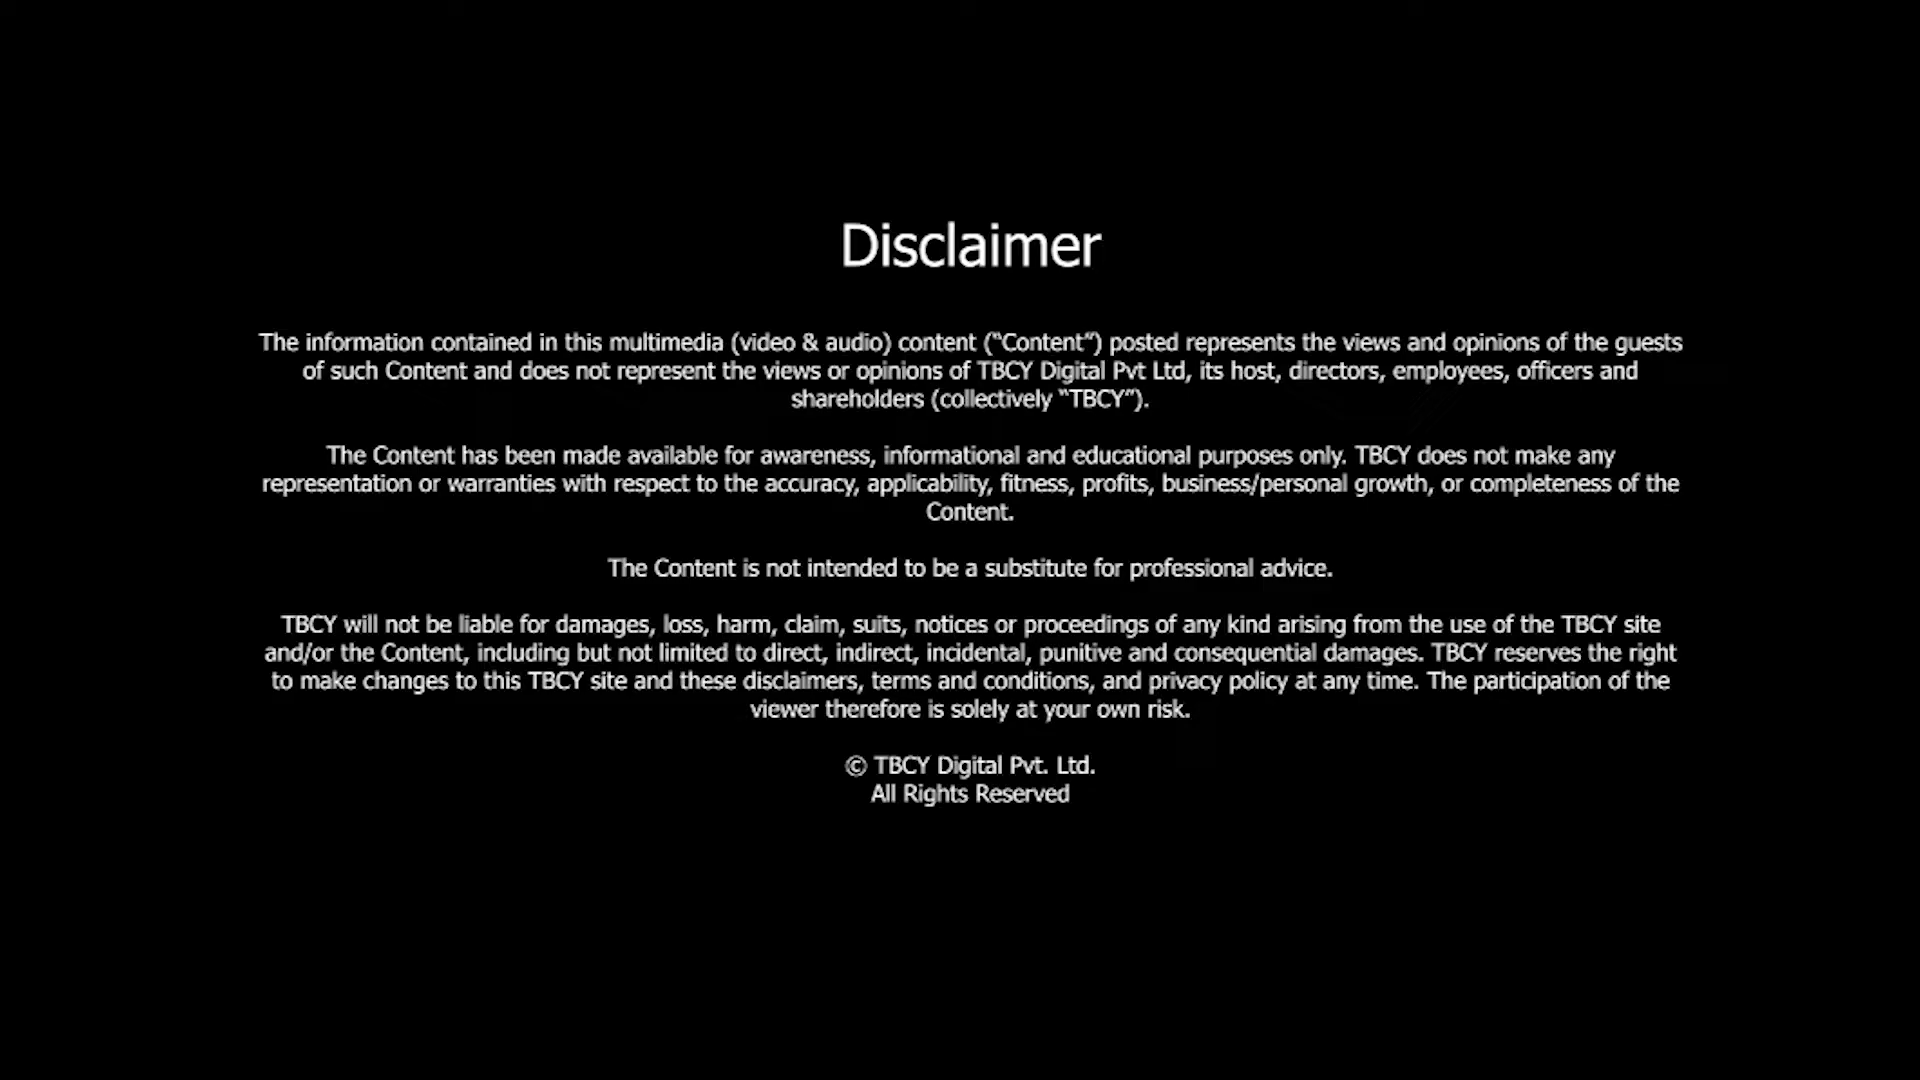 Disclaimer
The information contained in this multimedia (video & audio) content (“Content”) posted represents the views and opinions of the guests
of such Content and does not represent the views or opinions of TBCY Digital Pvt Ltd, its host, directors, employees, officers and
shareholders (collectively “TBCY”).
The Content has been made available for awareness, informational and educational purposes only. TBCY does not make any
representation or warranties with respect to the accuracy, applicability, fitness, profits, business/personal growth, or completeness of the
Content.
The Content is not intended to be a substitute for professional advice.
TBCY will not be liable for damages, loss, harm, claim, suits, notices or proceedings of any kind arising from the use of the TBCY site
and/or the Content, including but not limited to direct, indirect, incidental, punitive and consequential damages. TBCY reserves the right
to make changes to this TBCY site and these disclaimers, terms and conditions, and privacy policy at any time. The participation of the
viewer therefore is solely at your own risk.
© TBCY Digital Pvt. Ltd.
All Rights Reserved